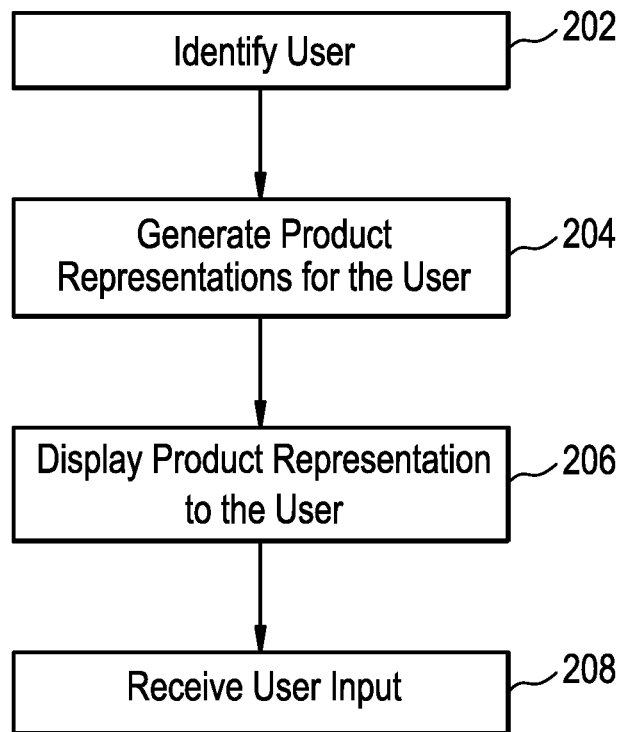 Identify User
202
Generate Product
Representations for the User
204
Display Product Representation
to the User
206
Receive User Input
208